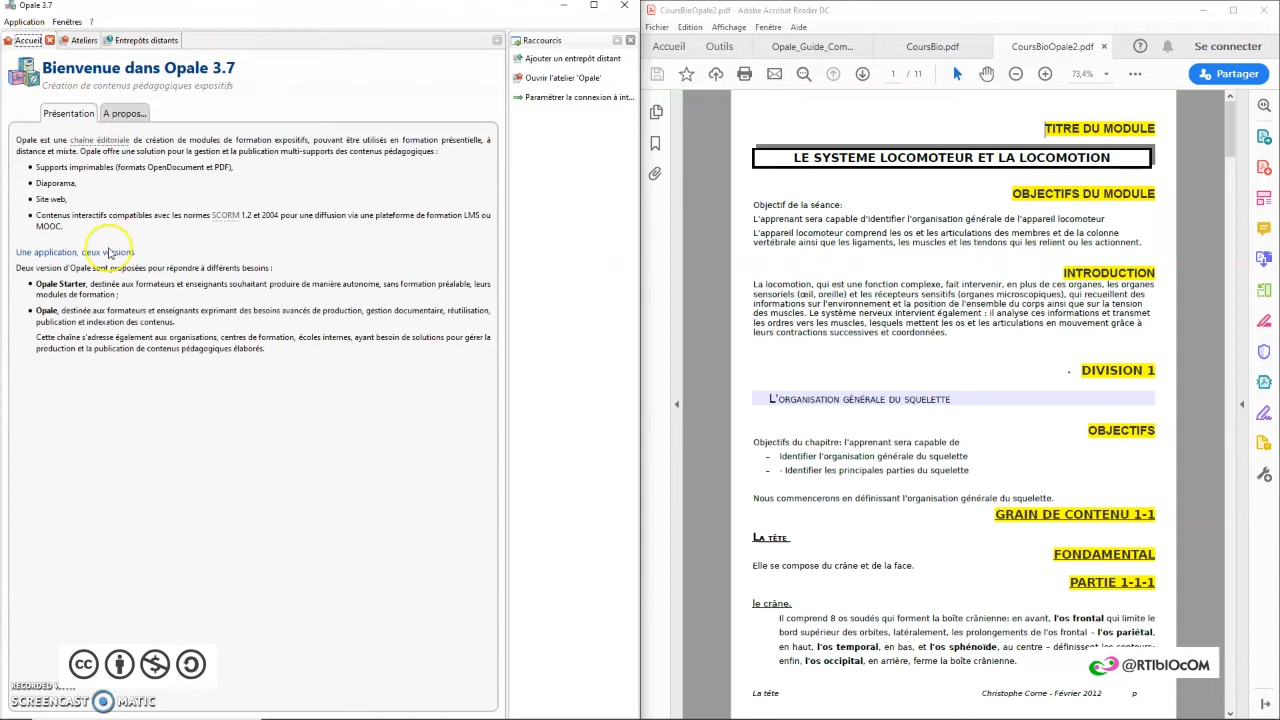 Opale 3.7
Application Fenêtres
Accueil Ateliers Entrepôts distants
Bienvenue dans Opale 3.7
Création de contenus pédagogiques expositifs
Présentation A propos...
Opale est une chaîne éditoriale de création de modules de formation expositifs, pouvant être utilisés en formation présentielle, à
distance et mixte. Opale offre une solution pour la gestion et la publication multi-supports des contenus pédagogiques :
Supports imprimables (formats OpenDocument et PDF),
Diaporama,
Site web,
Contenus interactifs compatibles avec les normes SCORM 1.2 et 2004 pour une diffusion via une plateforme de formation LMS ou
MOOC.
Une application, deux versions
Deux version d'Opale sont proposées pour répondre à différents besoins :
Opale Starter, destinée aux formateurs et enseignants souhaitant produire de manière autonome, sans formation préalable, leurs
modules de formation ;
Opale, destinée aux formateurs et enseignants exprimant des besoins avancés de production, gestion documentaire, réutilisation,
publication et indexation des contenus.
Cette chaîne s'adresse également aux organisations, centres de formation, écoles internes, ayant besoin de solutions pour gérer la
production et la publication de contenus pédagogiques élaborés.
cc
RECORDED WITH
SCREENCAST MATIC
Raccourcis
Ajouter un entrepôt distant
Ouvrir l'atelier 'Opale'
Paramétrer la connexion à int...
CoursBioOpale2.pdf - Adobe Acrobat Reader DC
Fichier Edition Affichage Fenêtre Aide
Accueil Outils Opale_Guide_Com... CoursBio.pdf CoursBioOpale2.pdf Se connecter
1 / 11 73,4% Partager
TITRE DU MODULE
LE SYSTEME LOCOMOTEUR ET LA LOCOMOTION
OBJECTIFS DU MODULE
Objectif de la séance:
L'apprenant sera capable d'identifier l'organisation générale de l'appareil locomoteur
L'appareil locomoteur comprend les os et les articulations des membres et de la colonne
vertébrale ainsi que les ligaments, les muscles et les tendons qui les relient ou les actionnent.
INTRODUCTION
La locomotion, qui est une fonction complexe, fait intervenir, en plus de ces organes, les organes
sensoriels (œil, oreille) et les récepteurs sensitifs (organes microscopiques), qui recueillent des
informations sur l'environnement et la position de l'ensemble du corps ainsi que sur la tension
des muscles. Le système nerveux intervient également : il analyse ces informations et transmet
les ordres vers les muscles, lesquels mettent les os et les articulations en mouvement grâce à
leurs contractions successives et coordonnées.
. DIVISION 1
L'ORGANISATION GÉNÉRALE DU SQUELETTE
OBJECTIFS
Objectifs du chapitre: l'apprenant sera capable de
– Identifier l'organisation générale du squelette
– - Identifier les principales parties du squelette
Nous commencerons en définissant l'organisation générale du squelette.
GRAIN DE CONTENU 1-1
LA TÊTE
FONDAMENTAL
Elle se compose du crâne et de la face.
PARTIE 1-1-1
le crâne.
Il comprend 8 os soudés qui forment la boîte crânienne: en avant, l'os frontal qui limite le
bord supérieur des orbites, latéralement, les prolongements de l'os frontal – l'os pariétal,
en haut, l'os temporal, en bas, et l'os sphénoïde, au centre – définissent les contours;
enfin, l'os occipital, en arrière, ferme la boîte crânienne.
@RTIbIOcOM
La tête Christophe Corne - Février 2012 p